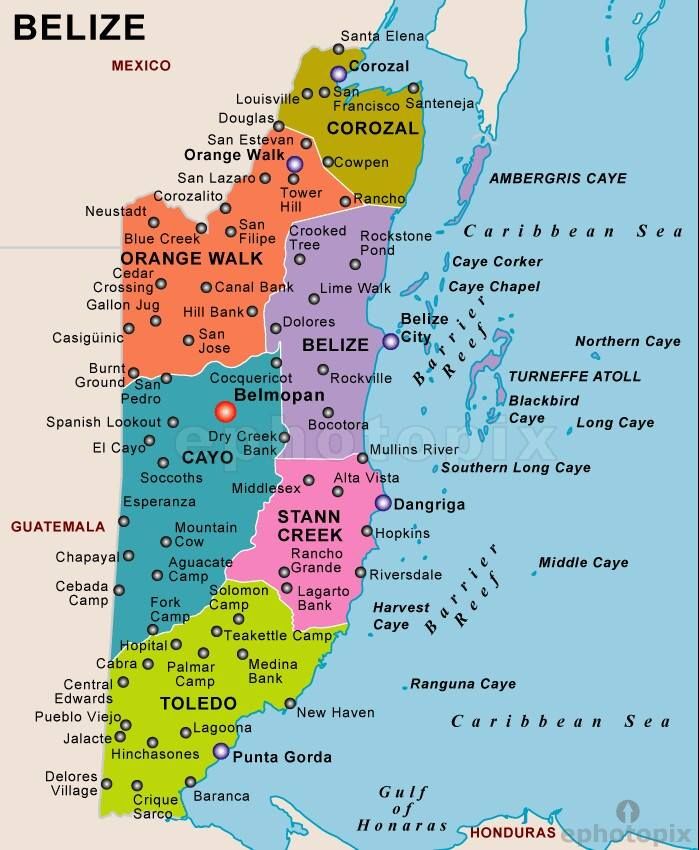 BELIZE
MEXICO
Santa Elena
Corozal
Louisville
San
Francisco
Santeneja
Douglas
COROZAL
San Estevan
Orange Walk
Cowpen
San Lazaro
Tower
Hill
Corozalito
Rancho
AMBERGRIS CAYE
Neustadt
Blue Creek
San
Filipe
Crooked
Tree
Rockstone
Pond
Caribbean Sea
ORANGE WALK
Cedar
Crossing
Canal Bank
Lime Walk
Caye Corker
Caye Chapel
Gallon Jug
Hill Bank
Dolores
Belize
City
Barrier
Reef
Casigüinic
San
Jose
BELIZE
Northern Caye
Burnt
Ground
San
Pedro
Cocquericot
Rockville
TURNEFFE ATOLL
Belmopan
Blackbird
Caye
Spanish Lookout
Dry Creek
Bank
Bocotora
Long Caye
El Cayo
CAYO
ephotopix
Mullins River
Soccoths
Southern Long Caye
Middlesex
Alta Vista
Esperanza
Dangriga
GUATEMALA
STANN
CREEK
Mountain
Cow
Hopkins
Chapayal
Rancho
Grande
Aguacate
Camp
Riversdale
Middle Caye
Barrier
Reef
Cebada
Camp
Solomon
Camp
Lagarto
Bank
Harvest
Caye
Fork
Camp
Teakettle Camp
Hopital
Cabra
Palmar
Camp
Medina
Bank
Central
Edwards
Ranguna Caye
TOLEDO
New Haven
Pueblo Viejo
Caribbean Sea
Lagoona
Jalacte
Hinchasones
Punta Gorda
Delores
Village
Crique
Sarco
Baranca
Gulf
of
Honaras
HONDURAS
ephotopix